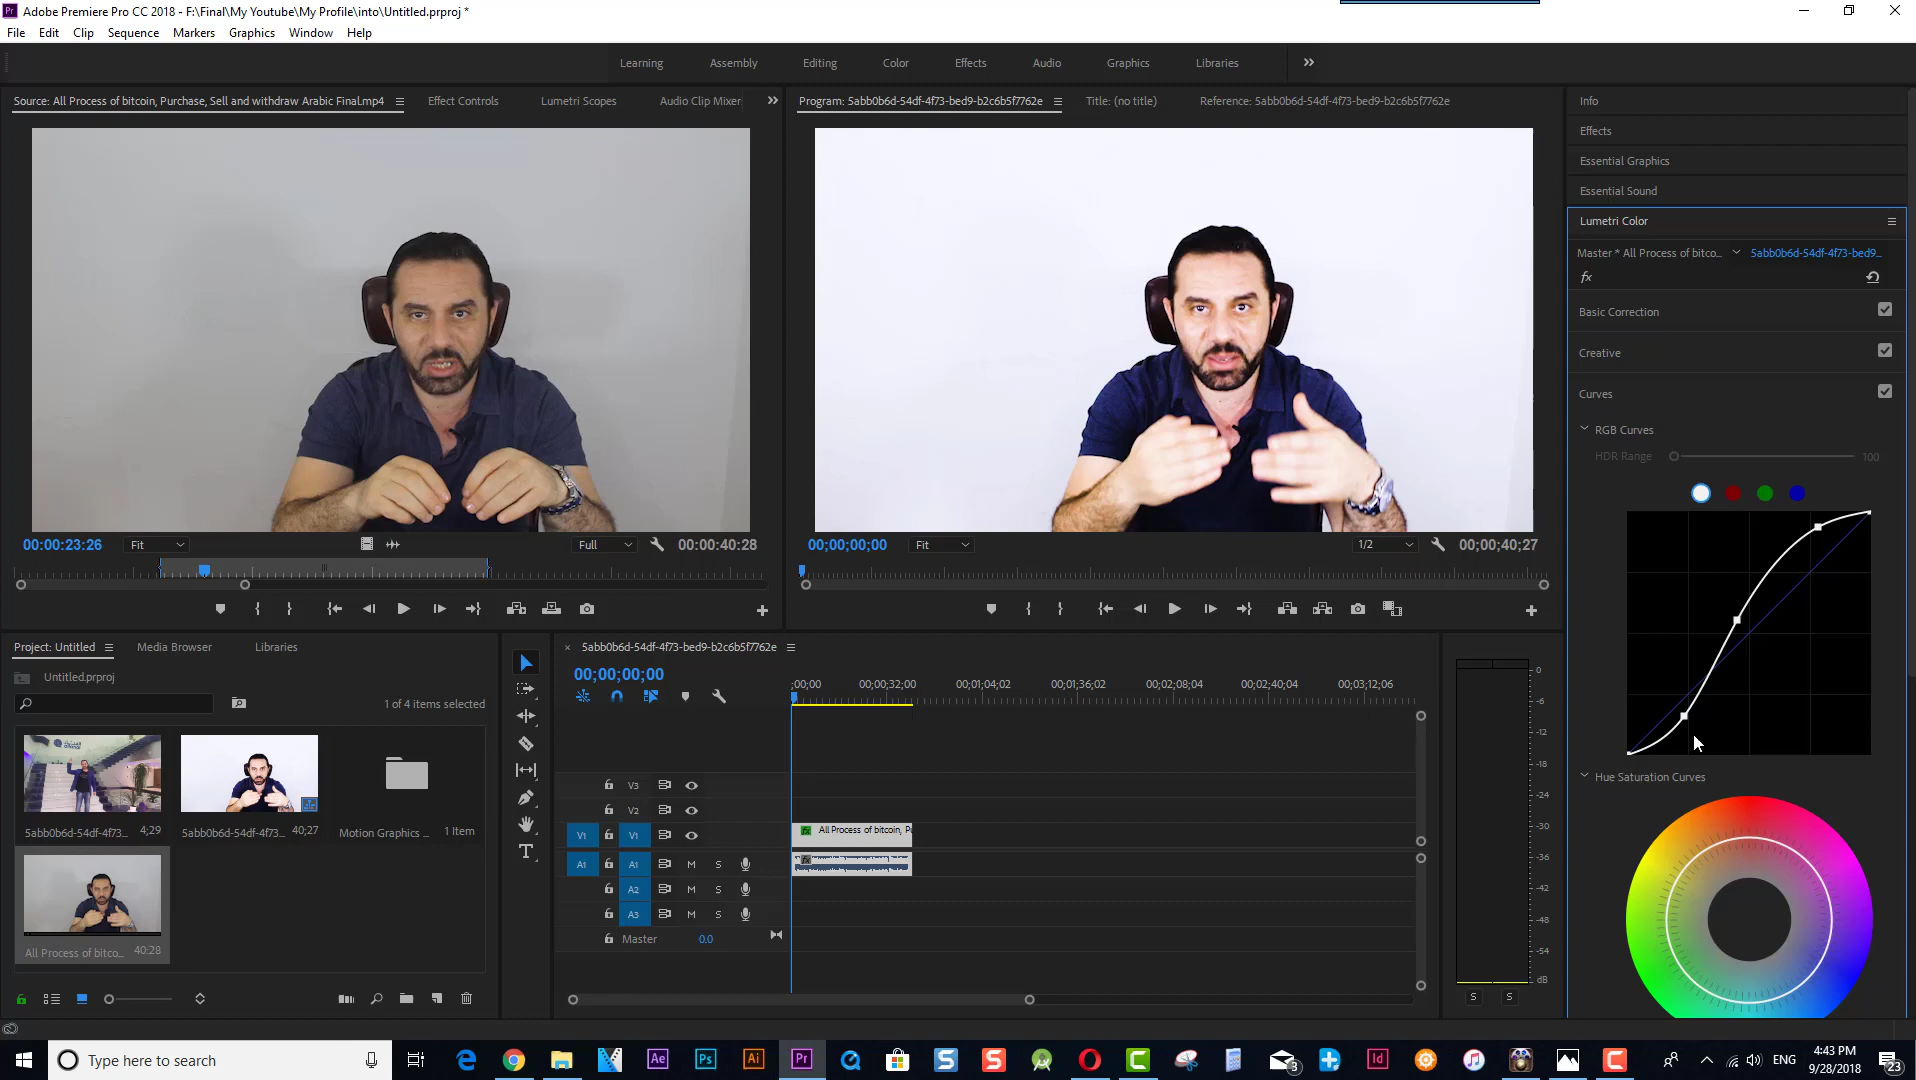 Adobe Premiere Pro CC 2018 - F:\Final\My Youtube\My Profile\into\Untitled.prproj *
File Edit Clip Sequence Markers Graphics Window Help
Learning Assembly Editing Color Effects Audio Graphics Libraries
Source: All Process of bitcoin, Purchase, Sell and withdraw Arabic Final.mp4 Effect Controls Lumetri Scopes Audio Clip Mixer
Program: 5abb0b6d-54df-4f73-bed9-b2c6b5f7762e Title: (no title) Reference: 5abb0b6d-54df-4f73-bed9-b2c6b5f7762e
Info
Effects
Essential Graphics
Essential Sound
Lumetri Color
Master * All Process of bitco... 5abb0b6d-54df-4f73-bed9...
fx
Basic Correction
Creative
Curves
RGB Curves
HDR Range 100
Hue Saturation Curves
00:00:23:26 Fit Full 00:00:40:28
00;00;00;00 Fit 1/2 00;00;40;27
Project: Untitled Media Browser Libraries
Untitled.prproj
1 of 4 items selected
5abb0b6d-54df-4f73... 4;29
5abb0b6d-54df-4f73-... 40;27
Motion Graphics ... 1 Item
All Process of bitco... 40:28
5abb0b6d-54df-4f73-bed9-b2c6b5f7762e
00;00;00;00
:00;00 00;00;32;00 00;01;04;02 00;01;36;02 00;02;08;04 00;02;40;04 00;03;12;06
V3
V2
V1 V1 fx All Process of bitcoin, Pu
A1 A1 M S fx
A2 M S
A3 M S
Master 0.0
0
-6
-12
-18
-24
-30
-36
-42
-48
-54
dB
S S
Type here to search
Ae Ps Ai Pr S S C 3 Id C
ENG
4:43 PM
9/28/2018
23